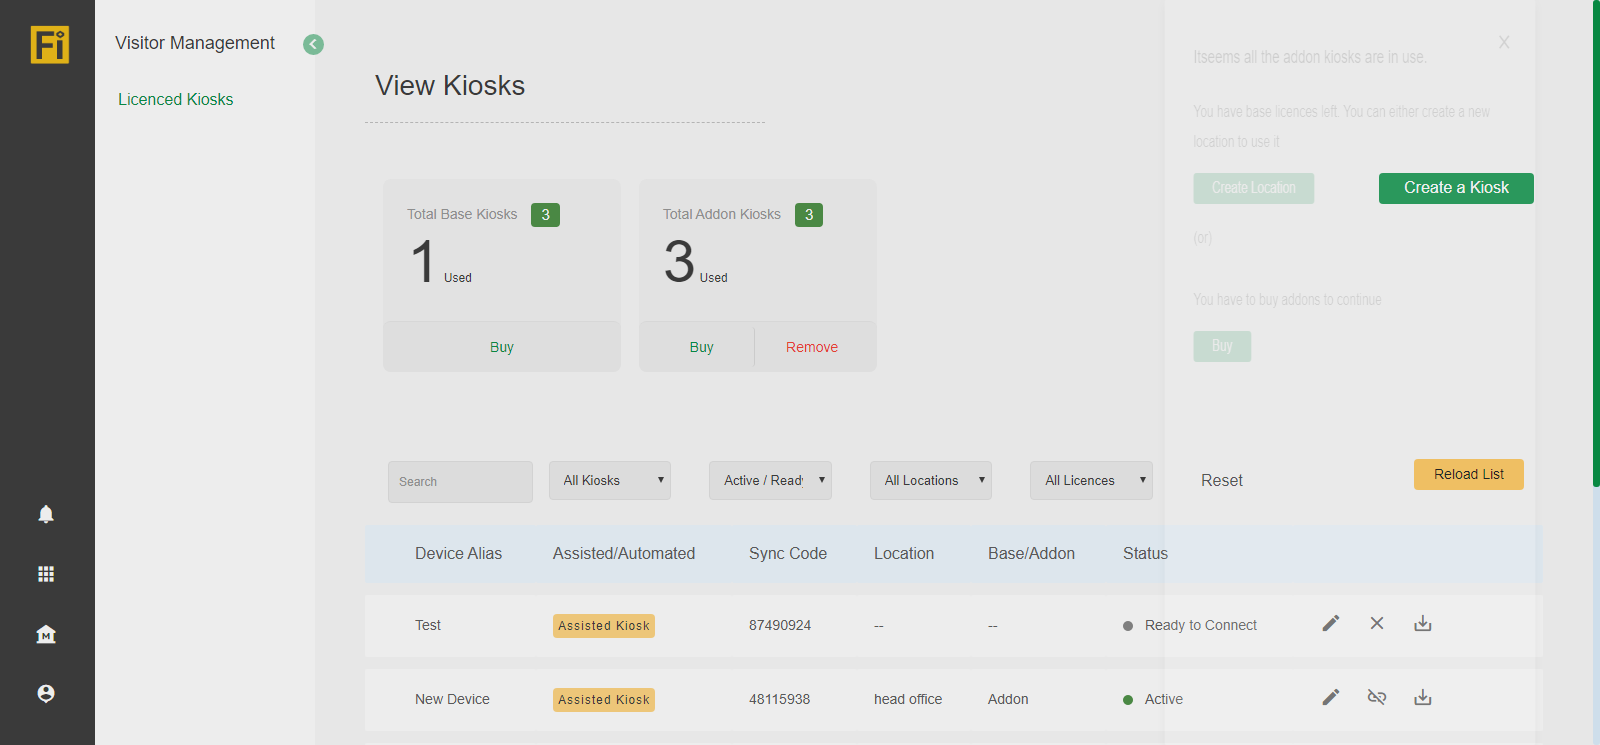 Fi
Visitor Management
Licenced Kiosks
View Kiosks
Total Base Kiosks 3
1 Used
Buy
Total Addon Kiosks 3
3 Used
Buy Remove
X
Itseems all the addon kiosks are in use.
You have base licences left. You can either create a new
location to use it
Create Location
Create a Kiosk
(or)
You have to buy addons to continue
Buy
Search All Kiosks Active / Ready All Locations All Licences Reset Reload List
Device Alias Assisted/Automated Sync Code Location Base/Addon Status
Test Assisted Kiosk 87490924 -- -- Ready to Connect
New Device Assisted Kiosk 48115938 head office Addon Active
M